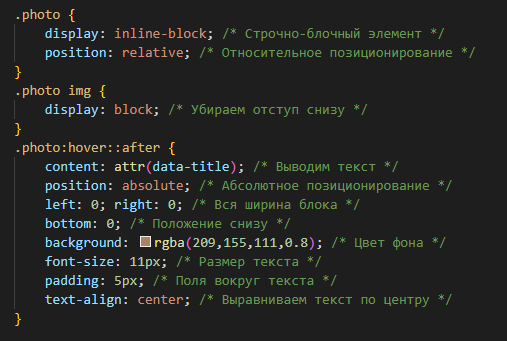 .photo {
    display: inline-block; /* Строчно-блочный элемент */
    position: relative; /* Относительное позиционирование */
}
.photo img {
    display: block; /* Убираем отступ снизу */
}
.photo:hover::after {
    content: attr(data-title); /* Выводим текст */
    position: absolute; /* Абсолютное позиционирование */
    left: 0; right: 0; /* Вся ширина блока */
    bottom: 0; /* Положение снизу */
    background: rgba(209,155,111,0.8); /* Цвет фона */
    font-size: 11px; /* Размер текста */
    padding: 5px; /* Поля вокруг текста */
    text-align: center; /* Выравниваем текст по центру */
}